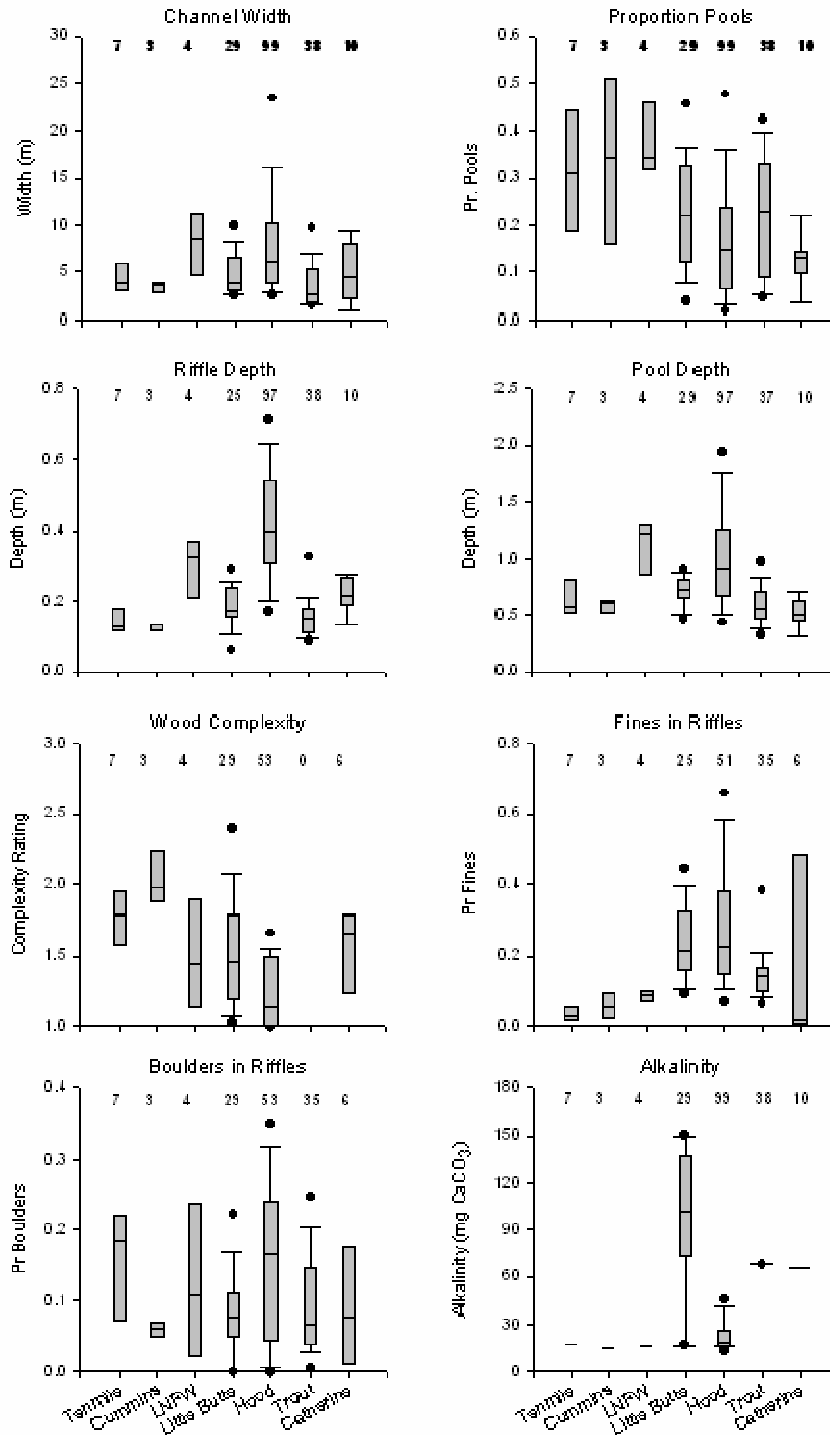 Channel Width
7 3 4 29 99 38 10
30
25
20
15
10
5
0
Width (m)
Proportion Pools
7 3 4 29 99 38 10
0.6
0.5
0.4
0.3
0.2
0.1
0.0
Pr. Pools
Riffle Depth
7 3 4 25 97 38 10
0.8
0.6
0.4
0.2
0.0
Depth (m)
Pool Depth
7 3 4 29 97 37 10
2.5
2.0
1.5
1.0
0.5
0.0
Depth (m)
Wood Complexity
7 3 4 29 53 0 6
3.0
2.5
2.0
1.5
1.0
Complexity Rating
Fines in Riffles
7 3 4 25 51 35 6
0.8
0.6
0.4
0.2
0.0
Pr Fines
Boulders in Riffles
7 3 4 29 53 35 6
0.4
0.3
0.2
0.1
0.0
Pr Boulders
Tenmile
Cummins
LNFW
Little Butte
Hood
Trout
Catherine
Alkalinity
7 3 4 29 99 38 10
180
150
120
90
60
30
0
Alkalinity (mg CaCO3)
Tenmile
Cummins
LNFW
Little Butte
Hood
Trout
Catherine